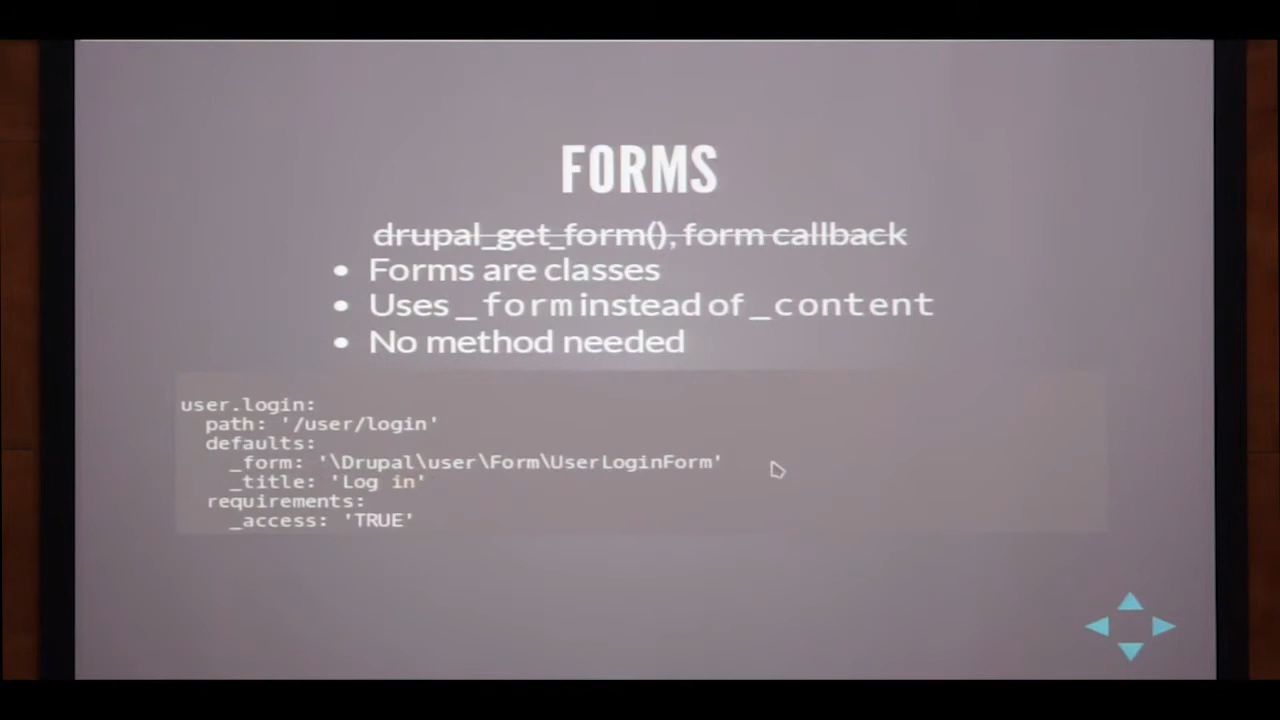 FORMS
drupal_get_form(), form callback
• Forms are classes
• Uses _form instead of _content
• No method needed
user.login:
  path: '/user/login'
  defaults:
    _form: '\Drupal\user\Form\UserLoginForm'
    _title: 'Log in'
  requirements:
    _access: 'TRUE'